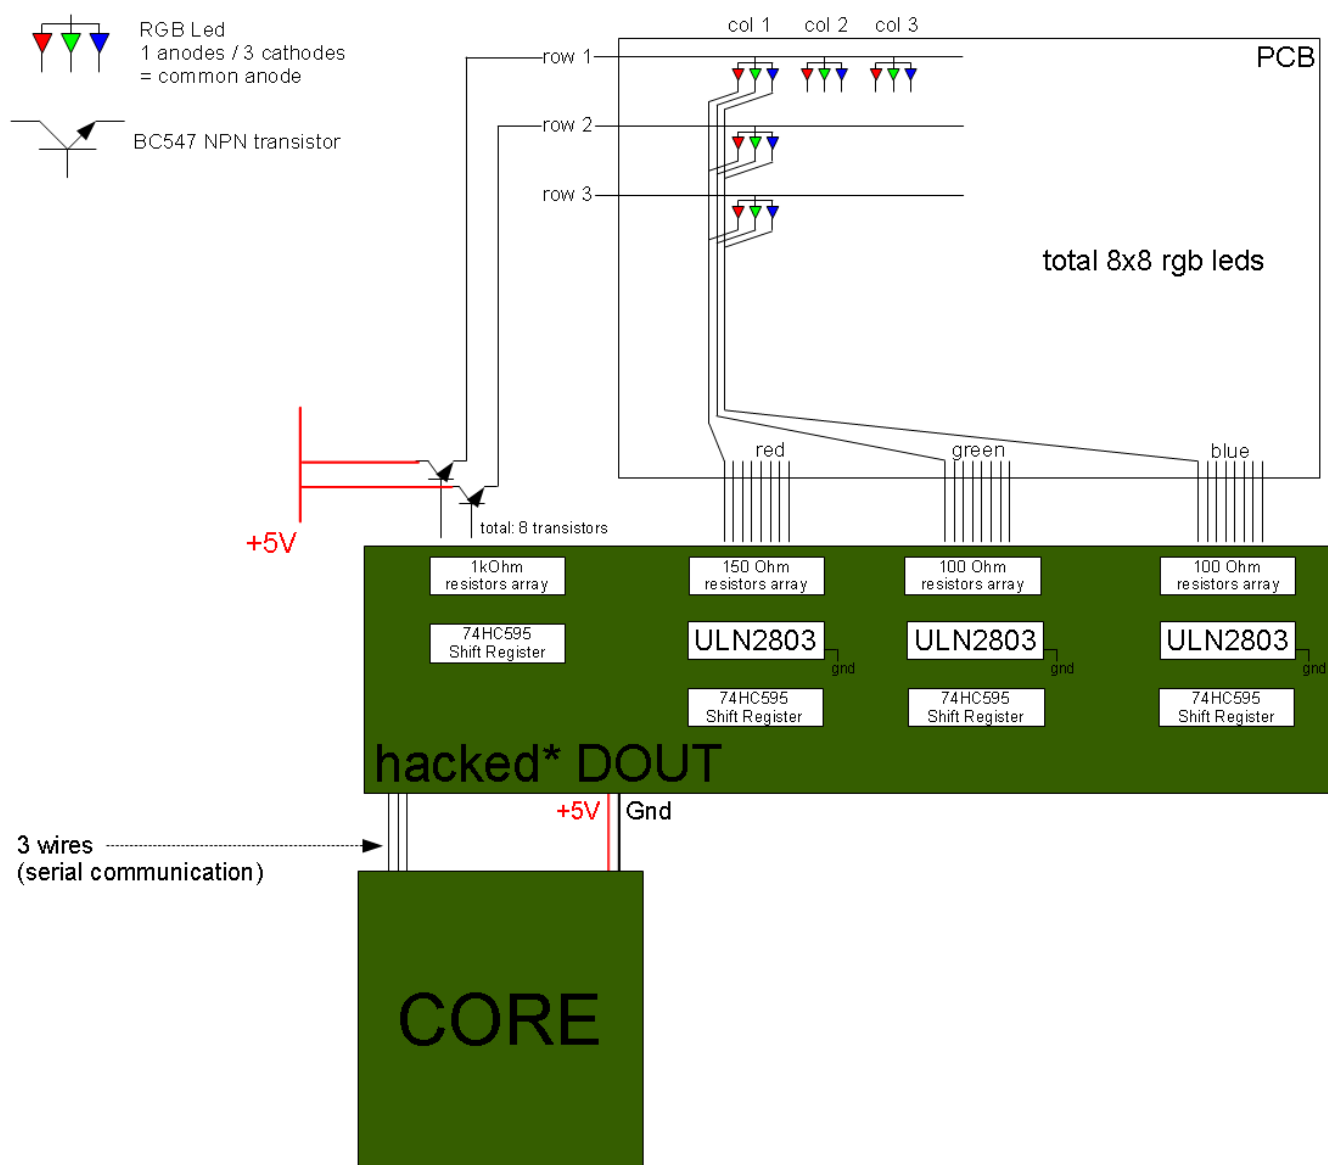 RGB Led
1 anodes / 3 cathodes
= common anode
BC547 NPN transistor
col 1 col 2 col 3
PCB
row 1
row 2
row 3
total 8x8 rgb leds
red green blue
+5V
total: 8 transistors
1kOhm
resistors array
150 Ohm
resistors array
100 Ohm
resistors array
100 Ohm
resistors array
74HC595
Shift Register
ULN2803
gnd
ULN2803
gnd
ULN2803
gnd
74HC595
Shift Register
74HC595
Shift Register
74HC595
Shift Register
hacked* DOUT
+5V Gnd
3 wires
(serial communication)
CORE